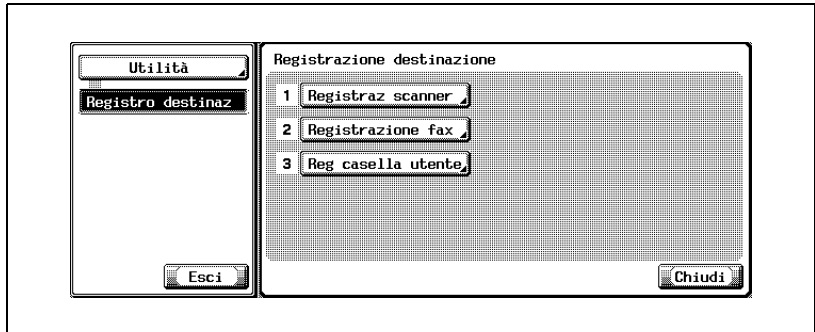 Utilità
Registro destinaz
Esci
Registrazione destinazione
1 Registraz scanner
2 Registrazione fax
3 Reg casella utente
Chiudi